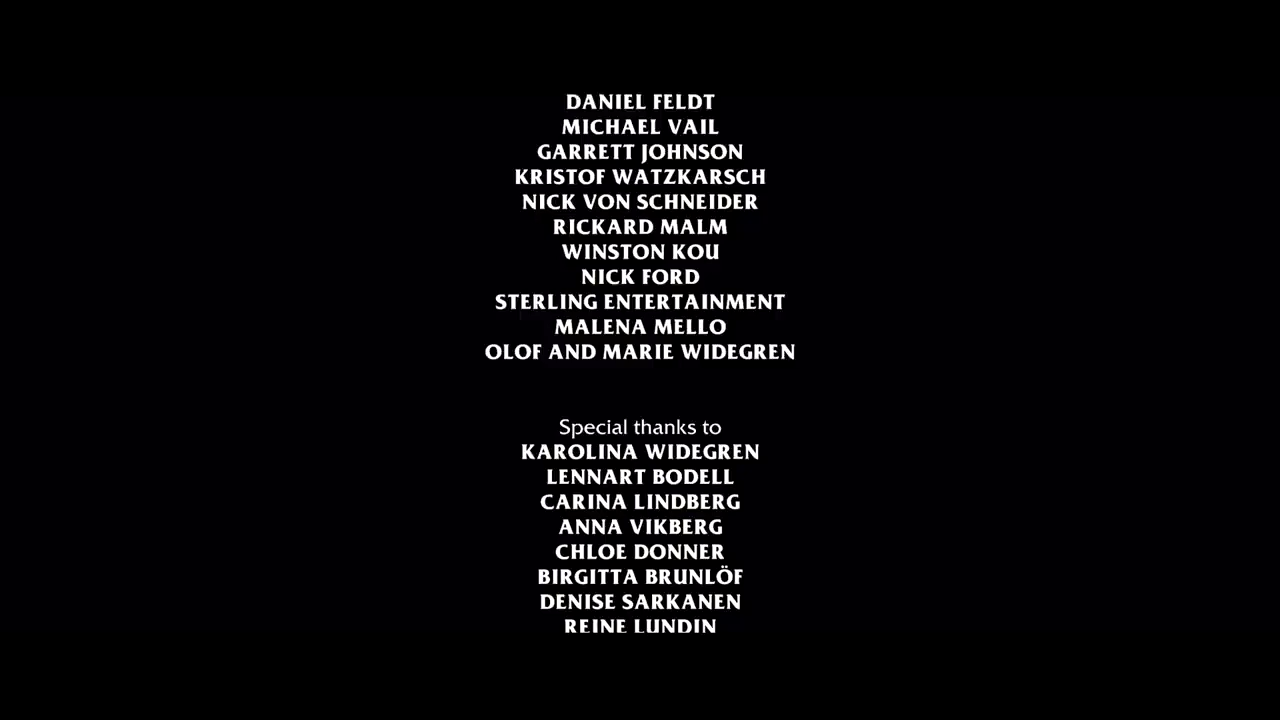 DANIEL FELDT
MICHAEL VAIL
GARRETT JOHNSON
KRISTOF WATZKARSCH
NICK VON SCHNEIDER
RICKARD MALM
WINSTON KOU
NICK FORD
STERLING ENTERTAINMENT
MALENA MELLO
OLOF AND MARIE WIDEGREN
Special thanks to
KAROLINA WIDEGREN
LENNART BODELL
CARINA LINDBERG
ANNA VIKBERG
CHLOE DONNER
BIRGITTA BRUNLÖF
DENISE SARKANEN
REINE LUNDIN